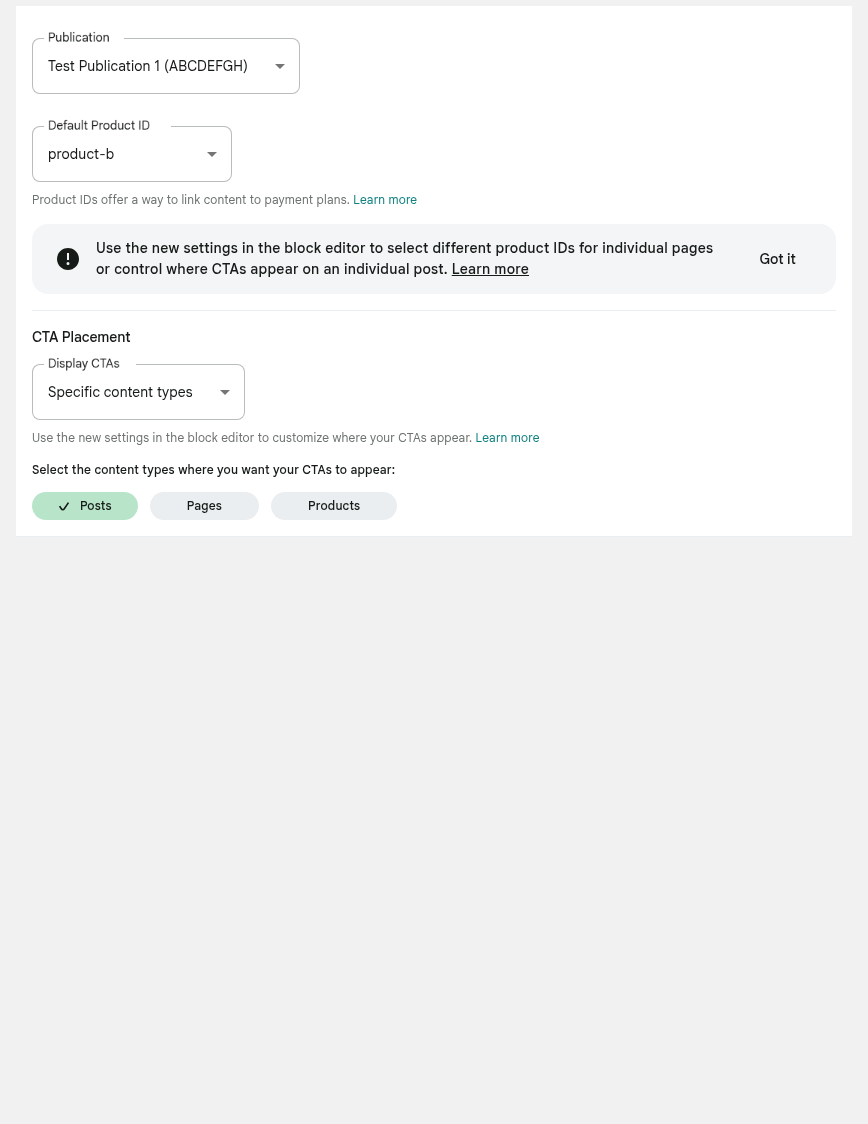 Publication
Test Publication 1 (ABCDEFGH)
Default Product ID
product-b
Product IDs offer a way to link content to payment plans. Learn more
Use the new settings in the block editor to select different product IDs for individual pages
or control where CTAs appear on an individual post. Learn more
Got it
CTA Placement
Display CTAs
Specific content types
Use the new settings in the block editor to customize where your CTAs appear. Learn more
Select the content types where you want your CTAs to appear:
Posts
Pages
Products